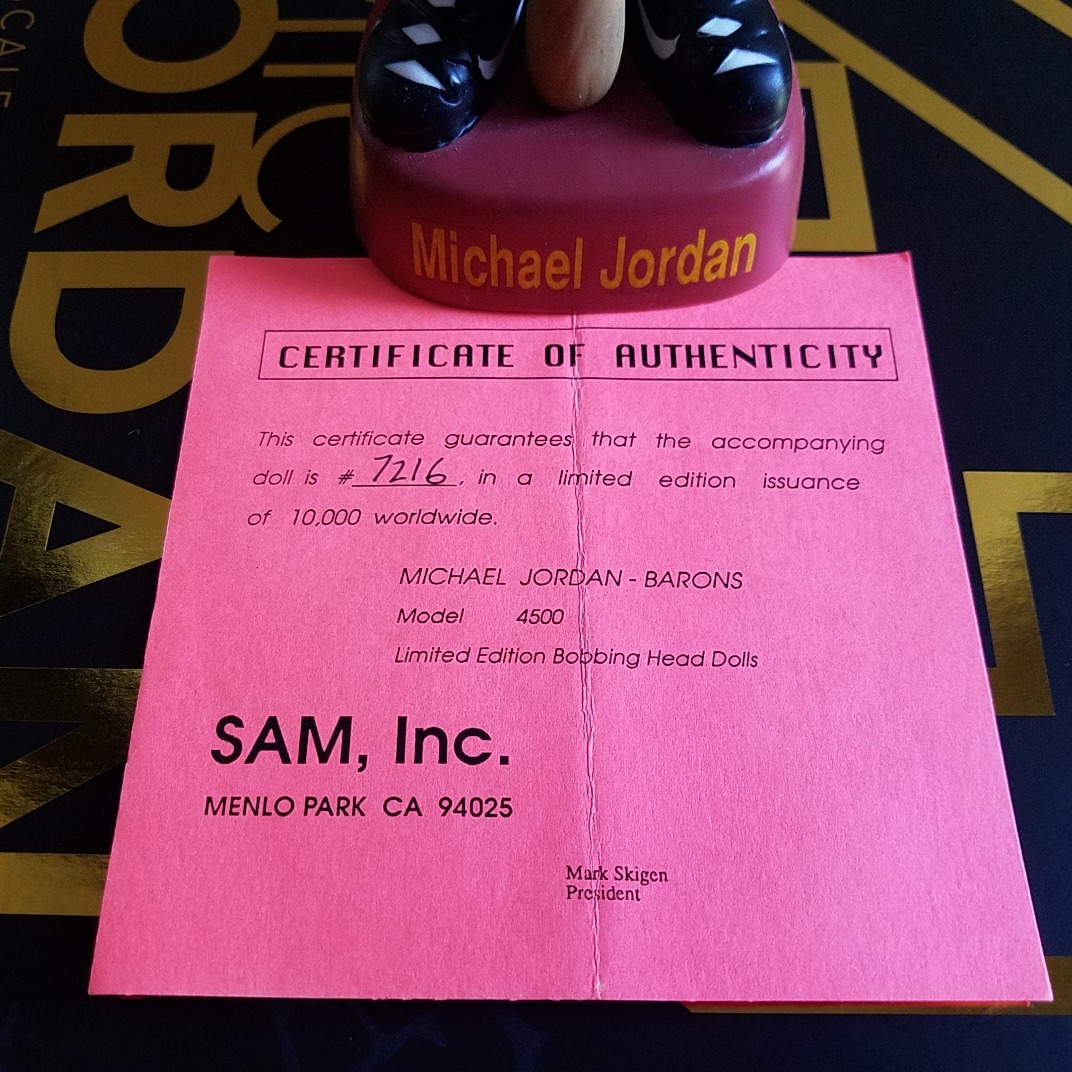 Michael Jordan
CERTIFICATE OF AUTHENTICITY
This certificate guarantees that the accompanying
doll is # 7216, in a limited edition issuance
of 10,000 worldwide.
MICHAEL JORDAN - BARONS
Model 4500
Limited Edition Bobbing Head Dolls
SAM, Inc.
MENLO PARK CA 94025
Mark Skigen
President
JORDAN